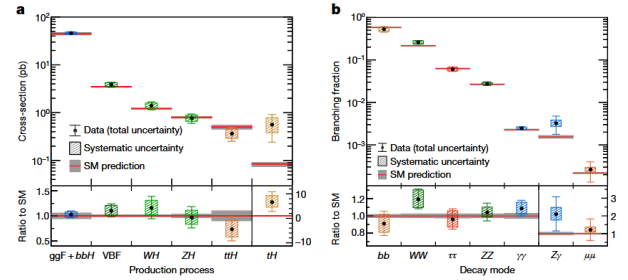 a
10²
10¹
10⁰
10⁻¹
Cross-section (pb)
Data (total uncertainty)
Systematic uncertainty
SM prediction
1.5
1.0
0.5
Ratio to SM
10
0
−10
ggF + bbH VBF WH ZH ttH tH
Production process
b
10⁰
10⁻¹
10⁻²
10⁻³
Branching fraction
Data (total uncertainty)
Systematic uncertainty
SM prediction
1.2
1.0
0.8
Ratio to SM
3
2
1
bb WW ττ ZZ γγ Zγ μμ
Decay mode